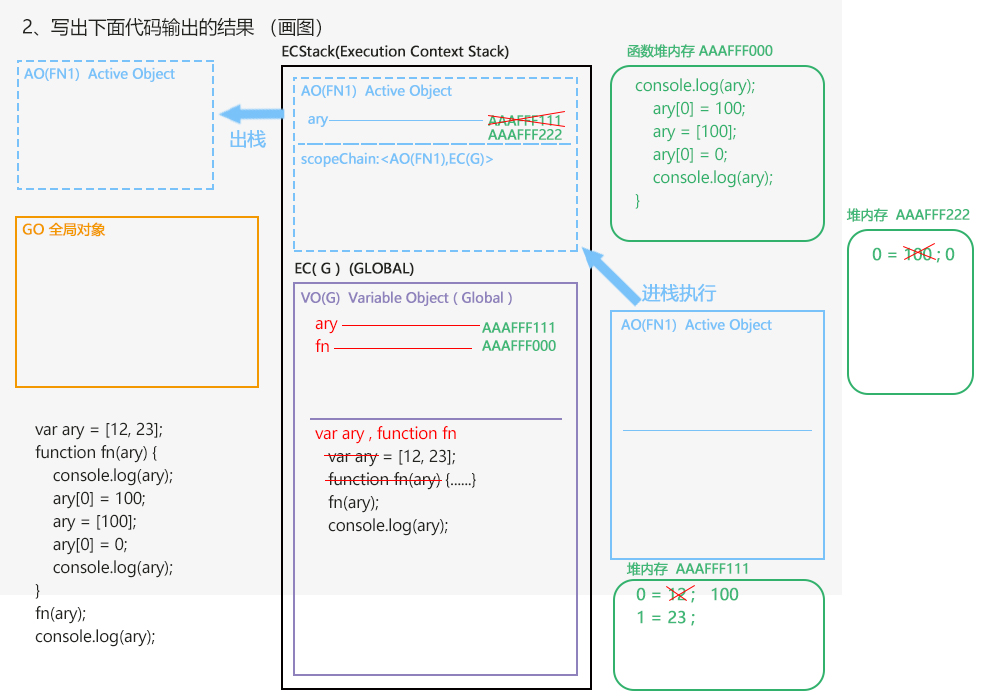 2、写出下面代码输出的结果 （画图）
AO(FN1) Active Object
出栈
GO 全局对象
var ary = [12, 23];
function fn(ary) {
console.log(ary);
ary[0] = 100;
ary = [100];
ary[0] = 0;
console.log(ary);
}
fn(ary);
console.log(ary);
ECStack(Execution Context Stack)
AO(FN1) Active Object
ary
AAAFFF111
AAAFFF222
scopeChain:<AO(FN1),EC(G)>
EC( G ) (GLOBAL)
VO(G) Variable Object ( Global )
ary AAAFFF111
fn AAAFFF000
var ary , function fn
var ary = [12, 23];
function fn(ary) {......}
fn(ary);
console.log(ary);
函数堆内存 AAAFFF000
console.log(ary);
ary[0] = 100;
ary = [100];
ary[0] = 0;
console.log(ary);
}
进栈执行
AO(FN1) Active Object
堆内存 AAAFFF111
0 = 12 ; 100
1 = 23 ;
堆内存 AAAFFF222
0 = 100 ; 0